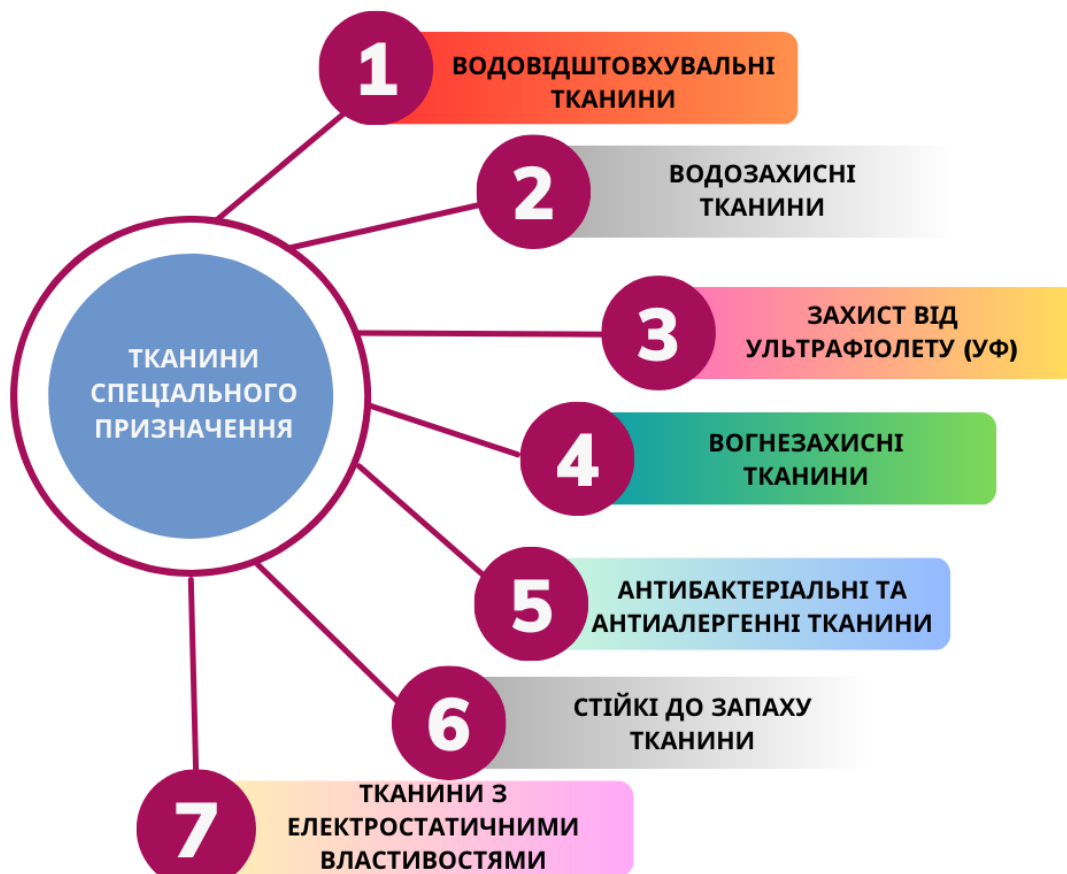 1
ВОДОВІДШТОВХУВАЛЬНІ
ТКАНИНИ
2
ВОДОЗАХИСНІ
ТКАНИНИ
3
ЗАХИСТ ВІД
УЛЬТРАФІОЛЕТУ (УФ)
ТКАНИНИ
СПЕЦІАЛЬНОГО
ПРИЗНАЧЕННЯ
4
ВОГНЕЗАХИСНІ
ТКАНИНИ
5
АНТИБАКТЕРІАЛЬНІ ТА
АНТИАЛЕРГЕННІ ТКАНИНИ
6
СТІЙКІ ДО ЗАПАХУ
ТКАНИНИ
7
ТКАНИНИ З
ЕЛЕКТРОСТАТИЧНИМИ
ВЛАСТИВОСТЯМИ